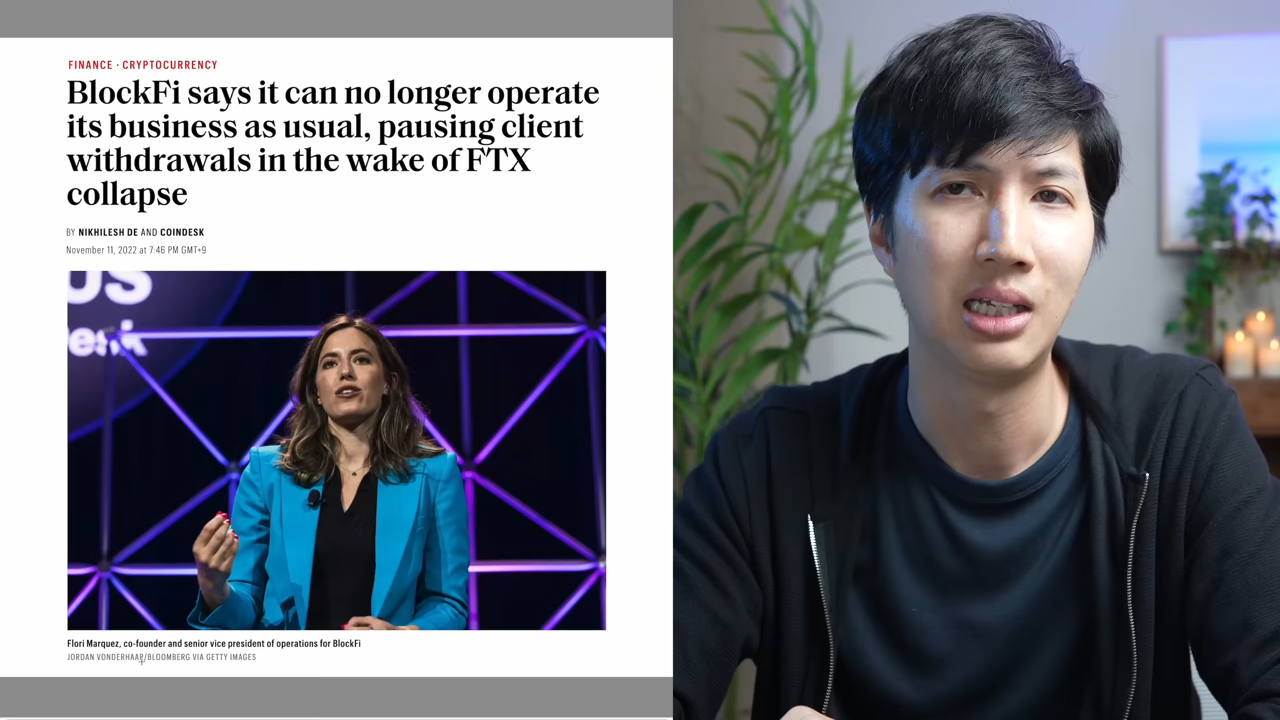 FINANCE · CRYPTOCURRENCY
BlockFi says it can no longer operate
its business as usual, pausing client
withdrawals in the wake of FTX
collapse
BY NIKHILESH DE AND COINDESK
November 11, 2022 at 7:46 PM GMT+9
US
esk
Flori Marquez, co-founder and senior vice president of operations for BlockFi
JORDAN VONDERHAAR/BLOOMBERG VIA GETTY IMAGES